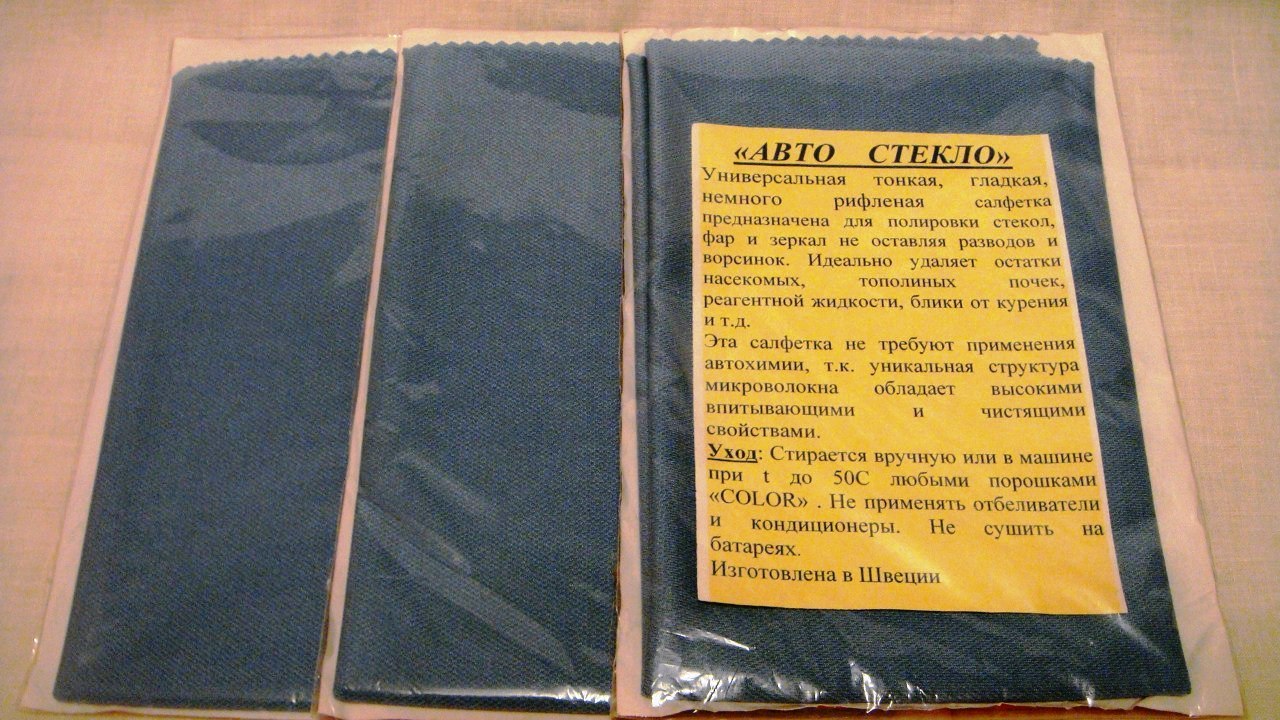 «АВТО СТЕКЛО»
Универсальная тонкая, гладкая,
немного рифленая салфетка
предназначена для полировки стекол,
фар и зеркал не оставляя разводов и
ворсинок. Идеально удаляет остатки
насекомых, тополиных почек,
реагентной жидкости, блики от курения
и т.д.
Эта салфетка не требуют применения
автохимии, т.к. уникальная структура
микроволокна обладает высокими
впитывающими и чистящими
свойствами.
Уход: Стирается вручную или в машине
при t до 50С любыми порошками
«COLOR» . Не применять отбеливатели
и кондиционеры. Не сушить на
батареях.
Изготовлена в Швеции